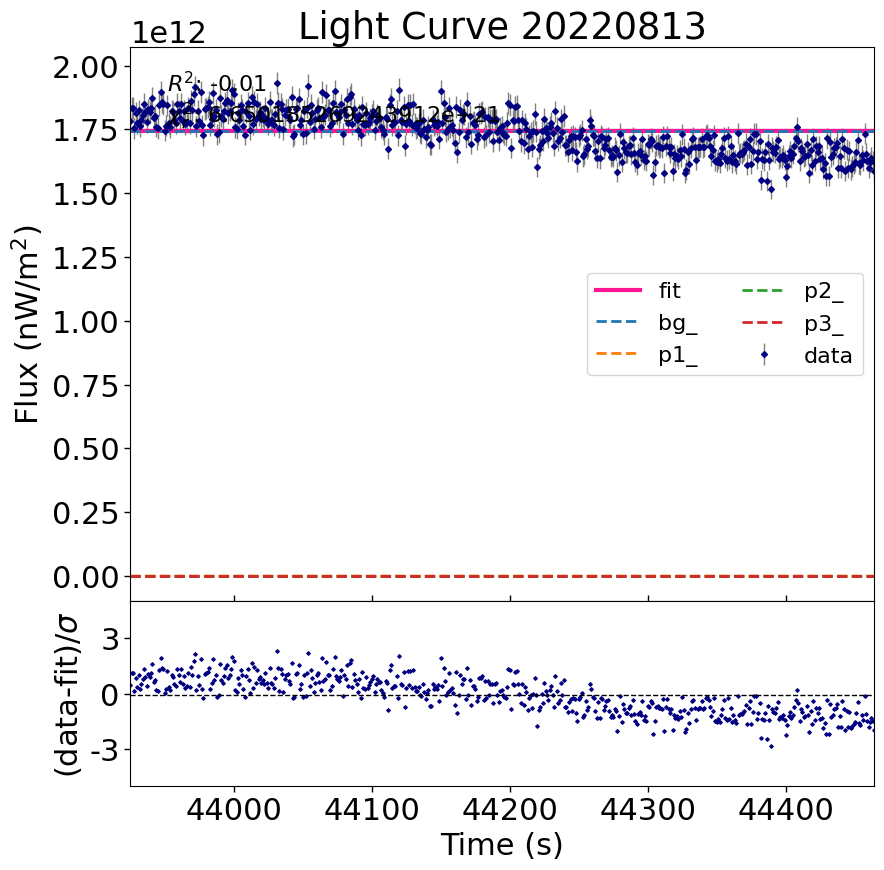 Light Curve 20220813
1e12
R²: -0.01
2.00
1.75
1.50
1.25
1.00
0.75
0.50
0.25
0.00
Flux (nW/m²)
fit
bg_
p1_
p2_
p3_
data
3
0
-3
(data-fit)/σ
44000 44100 44200 44300 44400
Time (s)